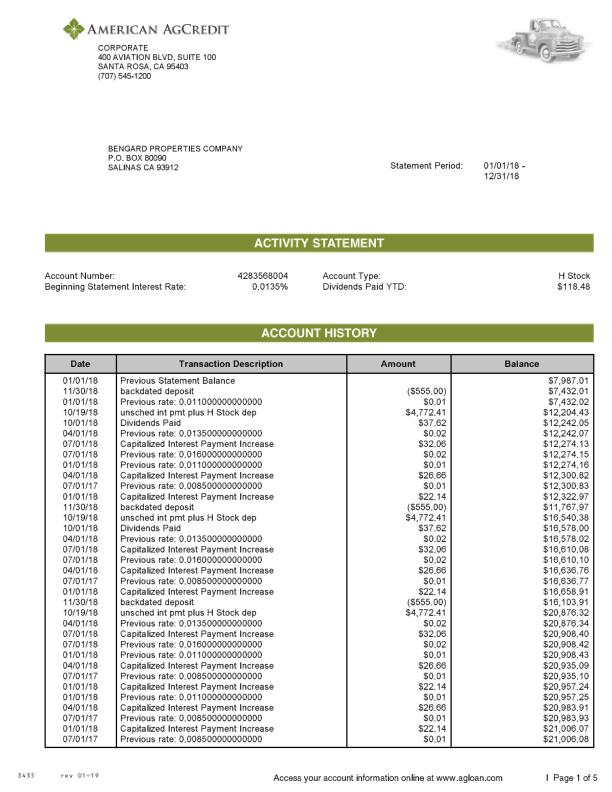 AMERICAN AGCREDIT
CORPORATE
400 AVIATION BLVD, SUITE 100
SANTA ROSA, CA 95403
(707) 545-1200
BENGARD PROPERTIES COMPANY
P.O. BOX 80090
SALINAS CA 93912
Statement Period: 01/01/18 -
12/31/18
ACTIVITY STATEMENT
Account Number: 4283568004 Account Type: H Stock
Beginning Statement Interest Rate: 0.0135% Dividends Paid YTD: $118.48
ACCOUNT HISTORY
Date Transaction Description Amount Balance
01/01/18 Previous Statement Balance $7,987.01
11/30/18 backdated deposit ($555.00) $7,432.01
01/01/18 Previous rate: 0.011000000000000 $0.01 $7,432.02
10/19/18 unsched int pmt plus H Stock dep $4,772.41 $12,204.43
10/01/18 Dividends Paid $37.62 $12,242.05
04/01/18 Previous rate: 0.013500000000000 $0.02 $12,242.07
07/01/18 Capitalized Interest Payment Increase $32.06 $12,274.13
07/01/18 Previous rate: 0.016000000000000 $0.02 $12,274.15
01/01/18 Previous rate: 0.011000000000000 $0.01 $12,274.16
04/01/18 Capitalized Interest Payment Increase $26.66 $12,300.82
07/01/17 Previous rate: 0.008500000000000 $0.01 $12,300.83
01/01/18 Capitalized Interest Payment Increase $22.14 $12,322.97
11/30/18 backdated deposit ($555.00) $11,767.97
10/19/18 unsched int pmt plus H Stock dep $4,772.41 $16,540.38
10/01/18 Dividends Paid $37.62 $16,578.00
04/01/18 Previous rate: 0.013500000000000 $0.02 $16,578.02
07/01/18 Capitalized Interest Payment Increase $32.06 $16,610.08
07/01/18 Previous rate: 0.016000000000000 $0.02 $16,610.10
04/01/18 Capitalized Interest Payment Increase $26.66 $16,636.76
07/01/17 Previous rate: 0.008500000000000 $0.01 $16,636.77
01/01/18 Capitalized Interest Payment Increase $22.14 $16,658.91
11/30/18 backdated deposit ($555.00) $16,103.91
10/19/18 unsched int pmt plus H Stock dep $4,772.41 $20,876.32
04/01/18 Previous rate: 0.013500000000000 $0.02 $20,876.34
07/01/18 Capitalized Interest Payment Increase $32.06 $20,908.40
07/01/18 Previous rate: 0.016000000000000 $0.02 $20,908.42
01/01/18 Previous rate: 0.011000000000000 $0.01 $20,908.43
04/01/18 Capitalized Interest Payment Increase $26.66 $20,935.09
07/01/17 Previous rate: 0.008500000000000 $0.01 $20,935.10
01/01/18 Capitalized Interest Payment Increase $22.14 $20,957.24
01/01/18 Previous rate: 0.011000000000000 $0.01 $20,957.25
04/01/18 Capitalized Interest Payment Increase $26.66 $20,983.91
07/01/17 Previous rate: 0.008500000000000 $0.01 $20,983.93
01/01/18 Capitalized Interest Payment Increase $22.14 $21,006.07
07/01/17 Previous rate: 0.008500000000000 $0.01 $21,006.08
3435 rev 01-19 Access your account information online at www.agloan.com | Page 1 of 5